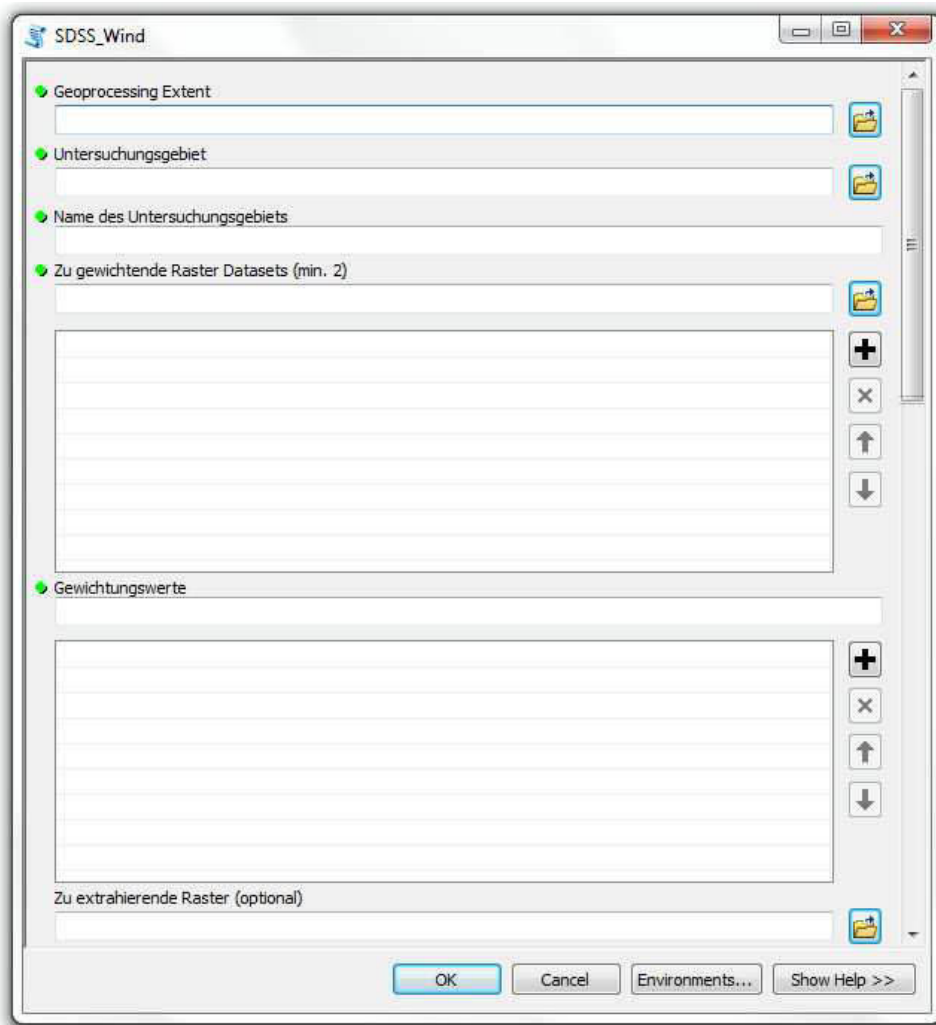 SDSS_Wind
Geoprocessing Extent
Untersuchungsgebiet
Name des Untersuchungsgebiets
Zu gewichtende Raster Datasets (min. 2)
Gewichtungswerte
Zu extrahierende Raster (optional)
OK Cancel Environments... Show Help >>